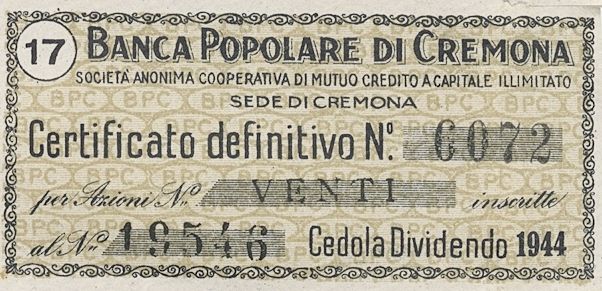 17 BANCA POPOLARE DI CREMONA
SOCIETÀ ANONIMA COOPERATIVA DI MUTUO CREDITO A CAPITALE ILLIMITATO
SEDE DI CREMONA
Certificato definitivo N.º 6072
per Azioni N.º VENTI inscritte
al N.º 19546 Cedola Dividendo 1944